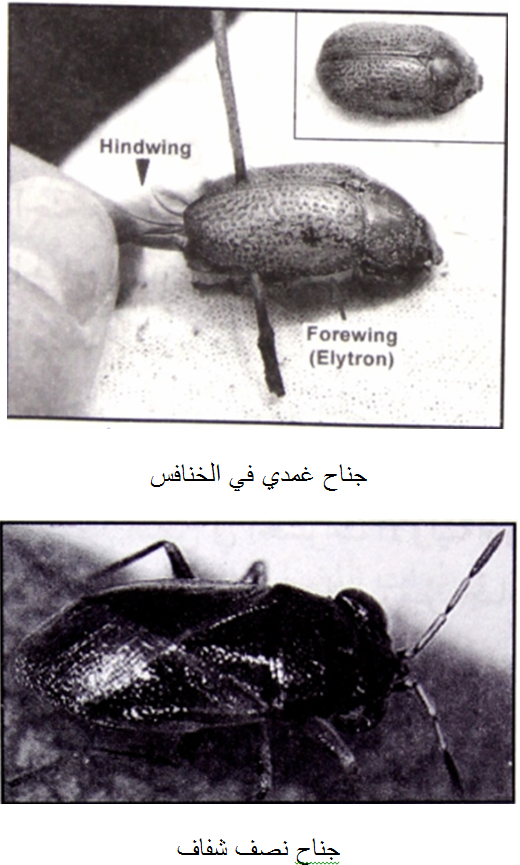 Hindwing
Forewing
(Elytron)
جناح غمدي في الخنافس
جناح نصف شفاف